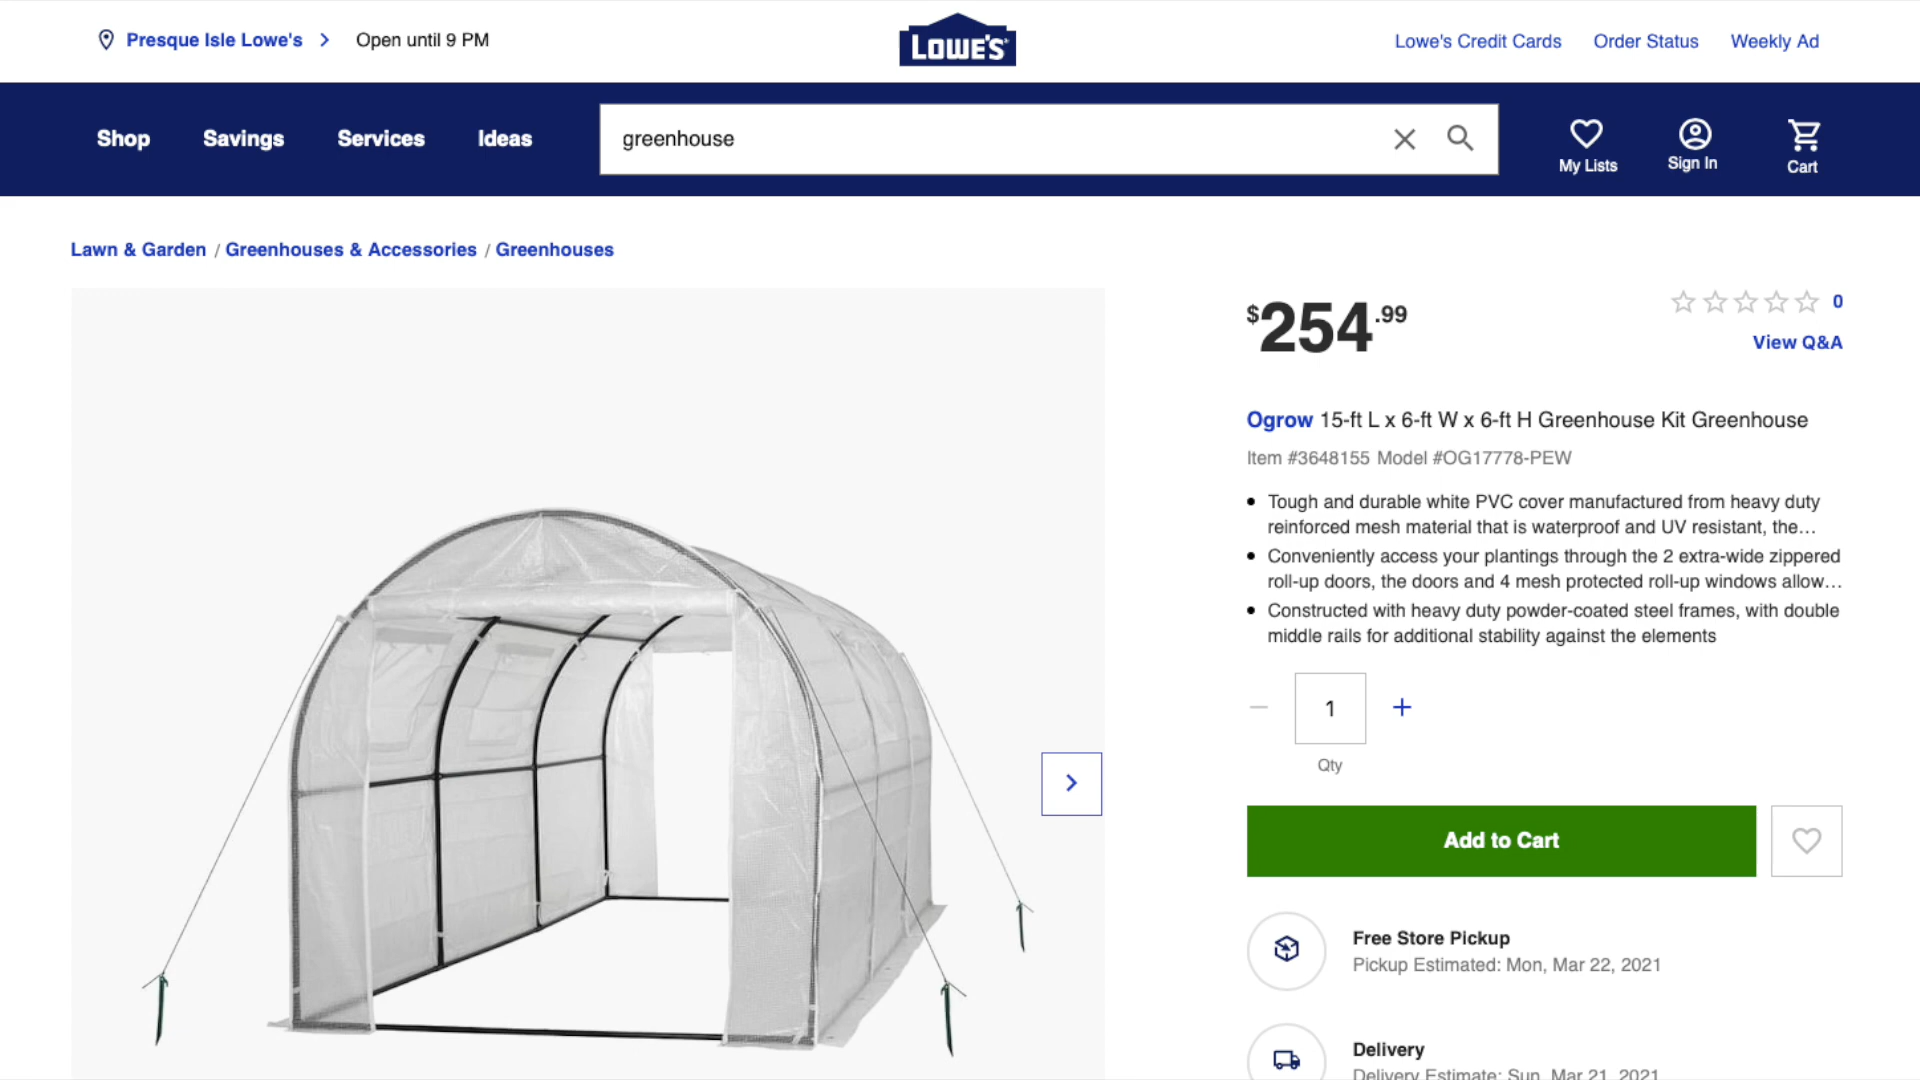 Presque Isle Lowe's
Open until 9 PM
LOWE'S
Lowe's Credit Cards
Order Status
Weekly Ad
Shop
Savings
Services
Ideas
greenhouse
My Lists
Sign In
Cart
Lawn & Garden / Greenhouses & Accessories / Greenhouses
$254.99
0
View Q&A
Ogrow 15-ft L x 6-ft W x 6-ft H Greenhouse Kit Greenhouse
Item #3648155 Model #OG17778-PEW
Tough and durable white PVC cover manufactured from heavy duty
reinforced mesh material that is waterproof and UV resistant, the...
Conveniently access your plantings through the 2 extra-wide zippered
roll-up doors, the doors and 4 mesh protected roll-up windows allow...
Constructed with heavy duty powder-coated steel frames, with double
middle rails for additional stability against the elements
1
Qty
Add to Cart
Free Store Pickup
Pickup Estimated: Mon, Mar 22, 2021
Delivery
Delivery Estimate: Sun, Mar 21, 2021